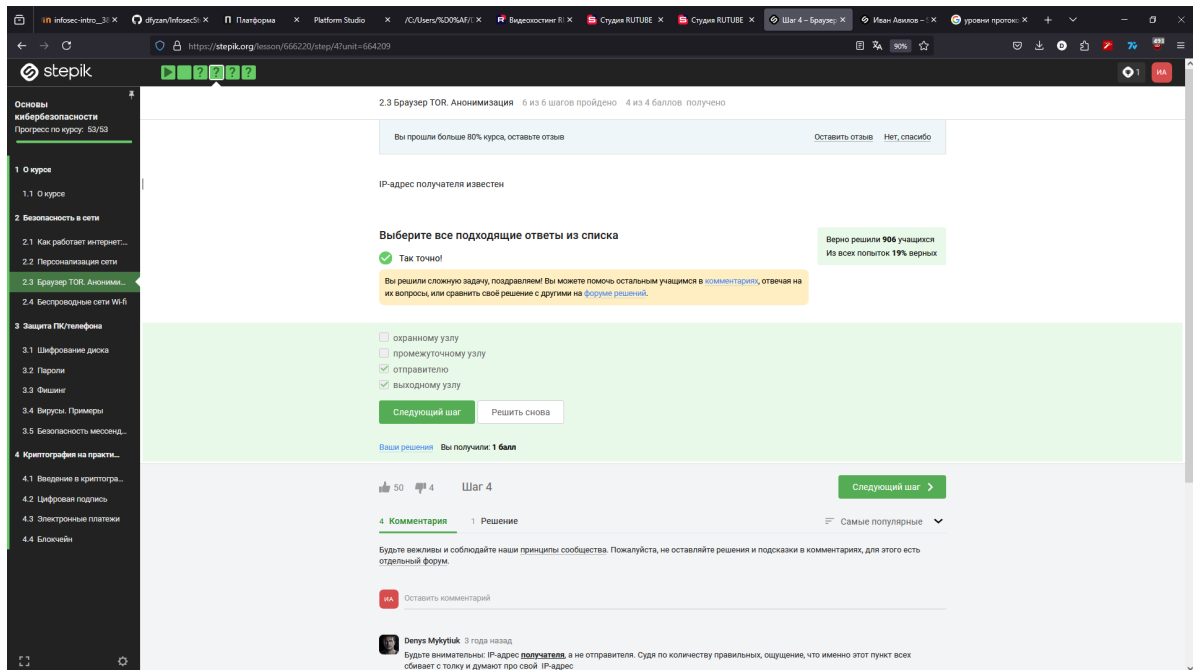 in infosec-intro__38
dfyzan/InfosecSt
П Платформа
Platform Studio
/C:/Users/%D0%AF/
Видеохостинг R
Студия RUTUBE
Студия RUTUBE
Шаг 4 – Браузер
Иван Авилов – S
уровни протоко
https://stepik.org/lesson/666220/step/4?unit=664209
90%
stepik
? ? ? ?
1
ИА
Основы
кибербезопасности
Прогресс по курсу: 53/53
1 О курсе
1.1 О курсе
2 Безопасность в сети
2.1 Как работает интернет:...
2.2 Персонализация сети
2.3 Браузер TOR. Аноними...
2.4 Беспроводные сети Wi-fi
3 Защита ПК/телефона
3.1 Шифрование диска
3.2 Пароли
3.3 Фишинг
3.4 Вирусы. Примеры
3.5 Безопасность мессенд...
4 Криптография на практи...
4.1 Введение в криптогра...
4.2 Цифровая подпись
4.3 Электронные платежи
4.4 Блокчейн
2.3 Браузер TOR. Анонимизация 6 из 6 шагов пройдено 4 из 4 баллов получено
Вы прошли больше 80% курса, оставьте отзыв
Оставить отзыв Нет, спасибо
IP-адрес получателя известен
Выберите все подходящие ответы из списка
Верно решили 906 учащихся
Из всех попыток 19% верных
Так точно!
Вы решили сложную задачу, поздравляем! Вы можете помочь остальным учащимся в комментариях, отвечая на
их вопросы, или сравнить своё решение с другими на форуме решений.
охранному узлу
промежуточному узлу
отправителю
выходному узлу
Следующий шаг
Решить снова
Ваши решения Вы получили: 1 балл
50 4 Шаг 4
Следующий шаг
4 Комментария 1 Решение
Самые популярные
Будьте вежливы и соблюдайте наши принципы сообщества. Пожалуйста, не оставляйте решения и подсказки в комментариях, для этого есть
отдельный форум.
ИА Оставить комментарий
Denys Mykytiuk 3 года назад
Будьте внимательны: IP-адрес получателя, а не отправителя. Судя по количеству правильных, ощущение, что именно этот пункт всех
сбивает с толку и думают про свой IP-адрес